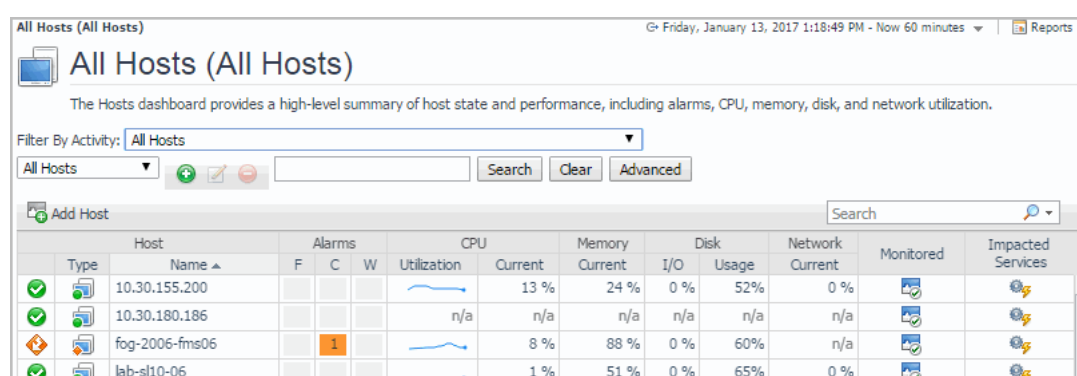 All Hosts (All Hosts) Friday, January 13, 2017 1:18:49 PM - Now 60 minutes Reports
All Hosts (All Hosts)
The Hosts dashboard provides a high-level summary of host state and performance, including alarms, CPU, memory, disk, and network utilization.
Filter By Activity: All Hosts
All Hosts Search Clear Advanced
Add Host Search
Host Alarms CPU Memory Disk Network Monitored Impacted Services
Type Name F C W Utilization Current Current I/O Usage Current
10.30.155.200 13 % 24 % 0 % 52% 0 %
10.30.180.186 n/a n/a n/a n/a n/a n/a
fog-2006-fms06 1 8 % 88 % 0 % 60% n/a
lab-sl10-06 1 % 51 % 0 % 65% 0 %